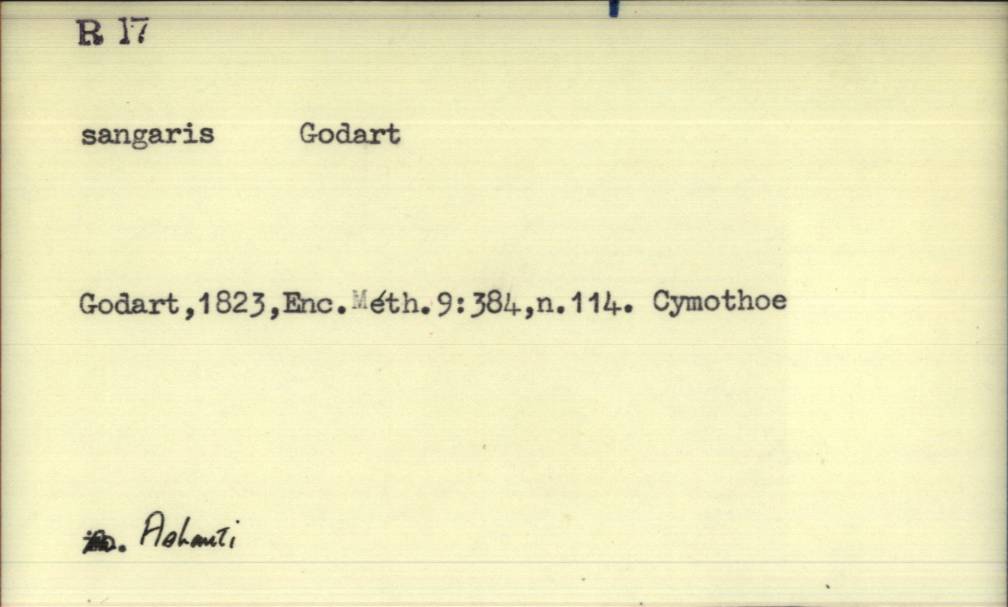 R 17
sangaris Godart
Godart,1823,Enc.Méth.9:384,n.114. Cymothoe
Ashanti